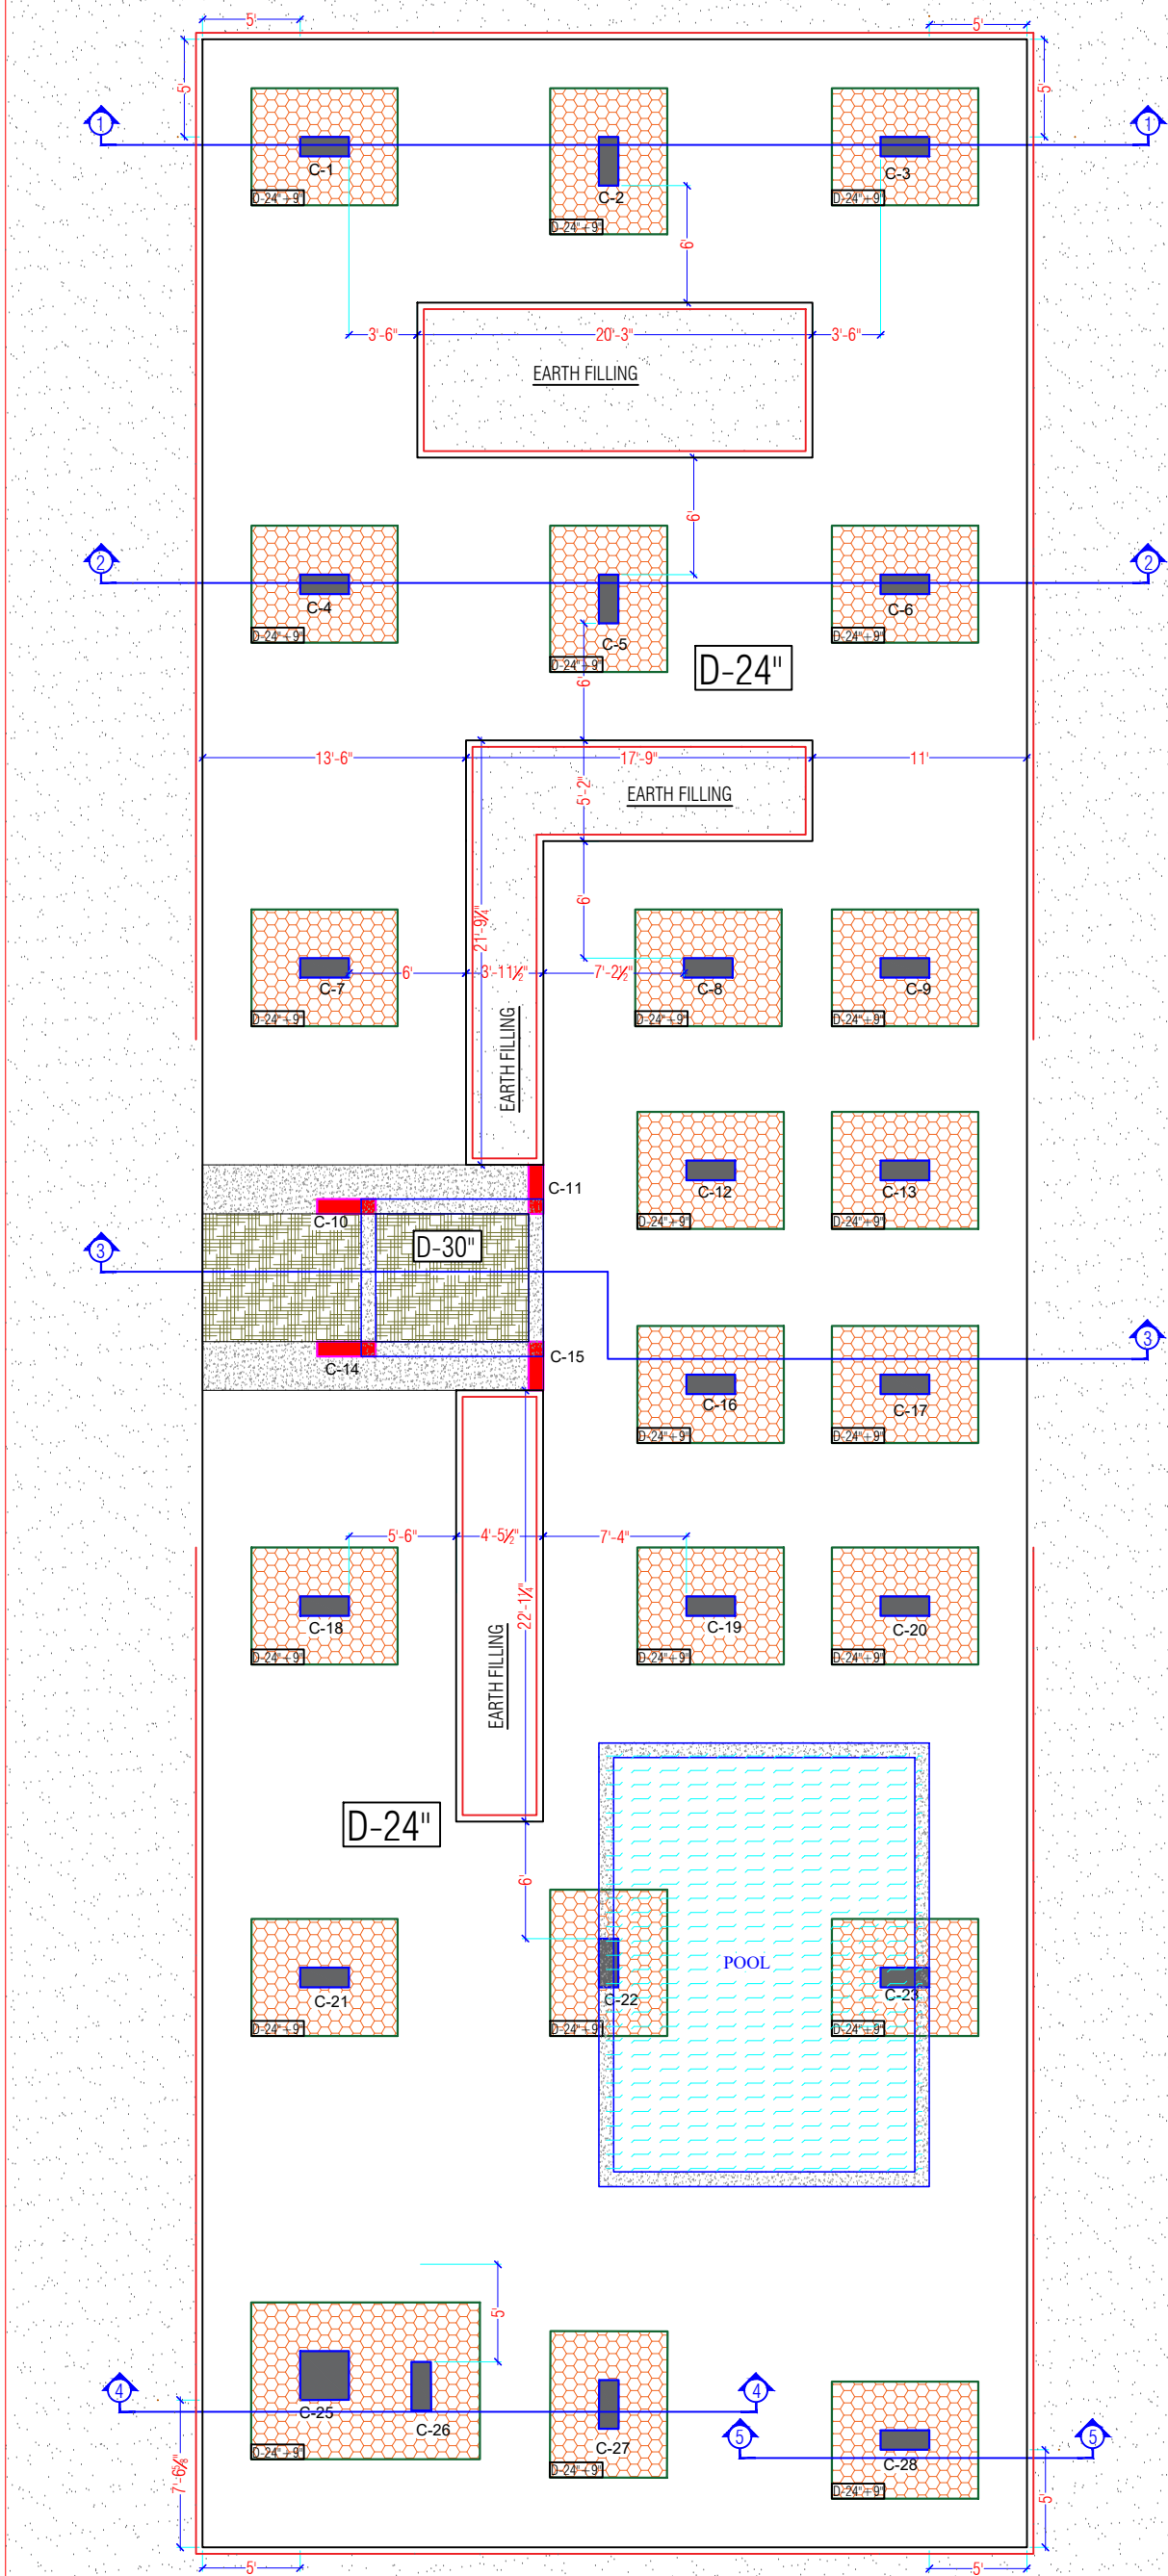 5'
5'
5'
5'
1
1
C-1
C-2
C-3
D-24"+9"
D-24"+9"
D-24"+9"
6'
3'-6"
20'-3"
3'-6"
EARTH FILLING
6'
2
2
C-4
C-5
C-6
D-24"+9"
D-24"+9"
D-24"+9"
D-24"
6'
13'-6"
17'-9"
11'
5'-2"
EARTH FILLING
6'
21'-9¼"
6'
3'-11½"
7'-2½"
C-7
C-8
C-9
D-24"+9"
D-24"+9"
D-24"+9"
EARTH FILLING
C-11
C-12
C-13
C-10
D-30"
3
3
C-14
C-15
C-16
C-17
D-24"+9"
D-24"+9"
5'-6"
4'-5½"
7'-4"
22'-1¼"
C-18
C-19
C-20
D-24"+9"
D-24"+9"
D-24"+9"
EARTH FILLING
D-24"
6'
POOL
C-21
C-22
C-23
D-24"+9"
D-24"+9"
D-24"+9"
5'
4
4
C-25
C-26
C-27
5
5
C-28
D-24"+9"
D-24"+9"
D-24"+9"
5'
5'
5'